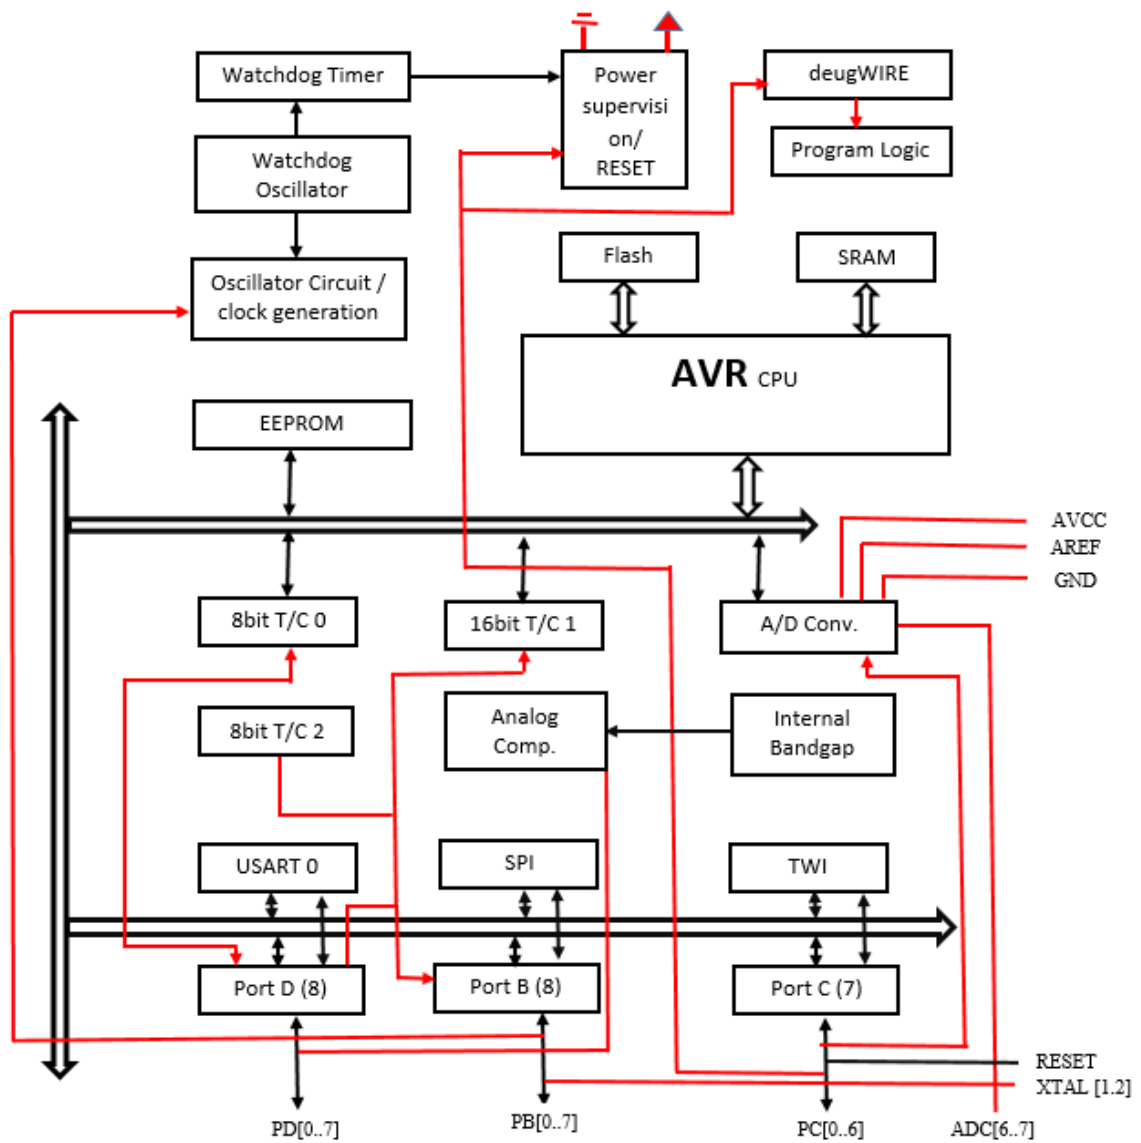 Watchdog Timer
Power
supervisi
on/
RESET
deugWIRE
Program Logic
Watchdog
Oscillator
Flash
SRAM
Oscillator Circuit /
clock generation
AVR CPU
EEPROM
AVCC
AREF
GND
8bit T/C 0
16bit T/C 1
A/D Conv.
8bit T/C 2
Analog
Comp.
Internal
Bandgap
USART 0
SPI
TWI
Port D (8)
Port B (8)
Port C (7)
RESET
XTAL [1.2]
PD[0..7]
PB[0..7]
PC[0..6]
ADC[6..7]